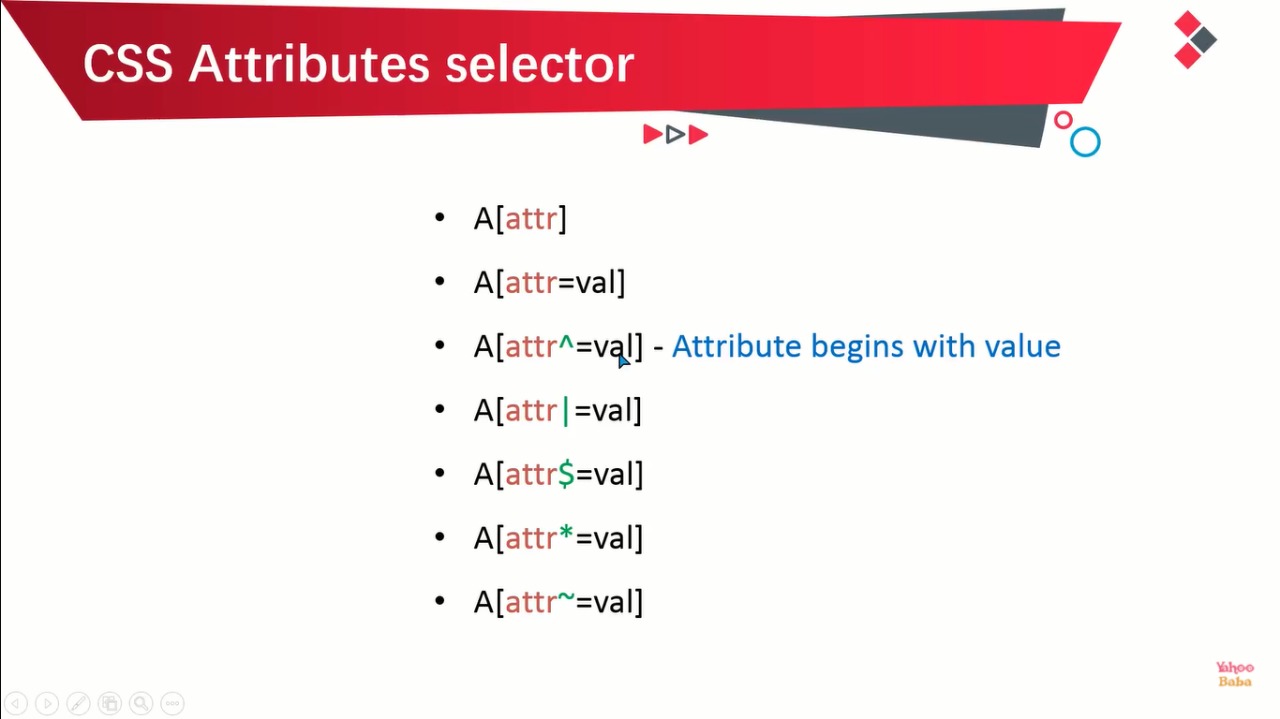 CSS Attributes selector
• A[attr]
• A[attr=val]
• A[attr^=val] - Attribute begins with value
• A[attr|=val]
• A[attr$=val]
• A[attr*=val]
• A[attr~=val]
Yahoo
Baba